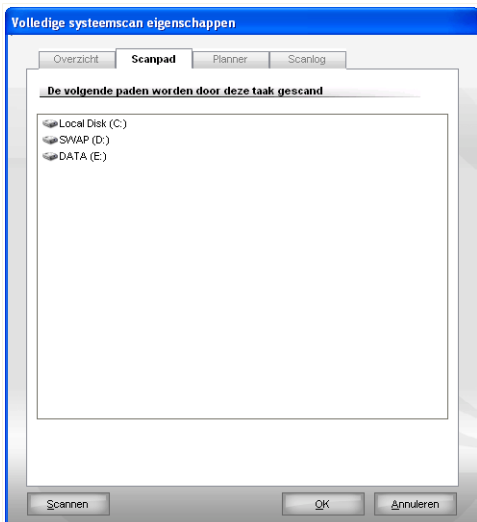 Volledige systeemscan eigenschappen
Overzicht Scanpad Planner Scanlog
De volgende paden worden door deze taak gescand
Local Disk (C:)
SWAP (D:)
DATA (E:)
Scannen OK Annuleren